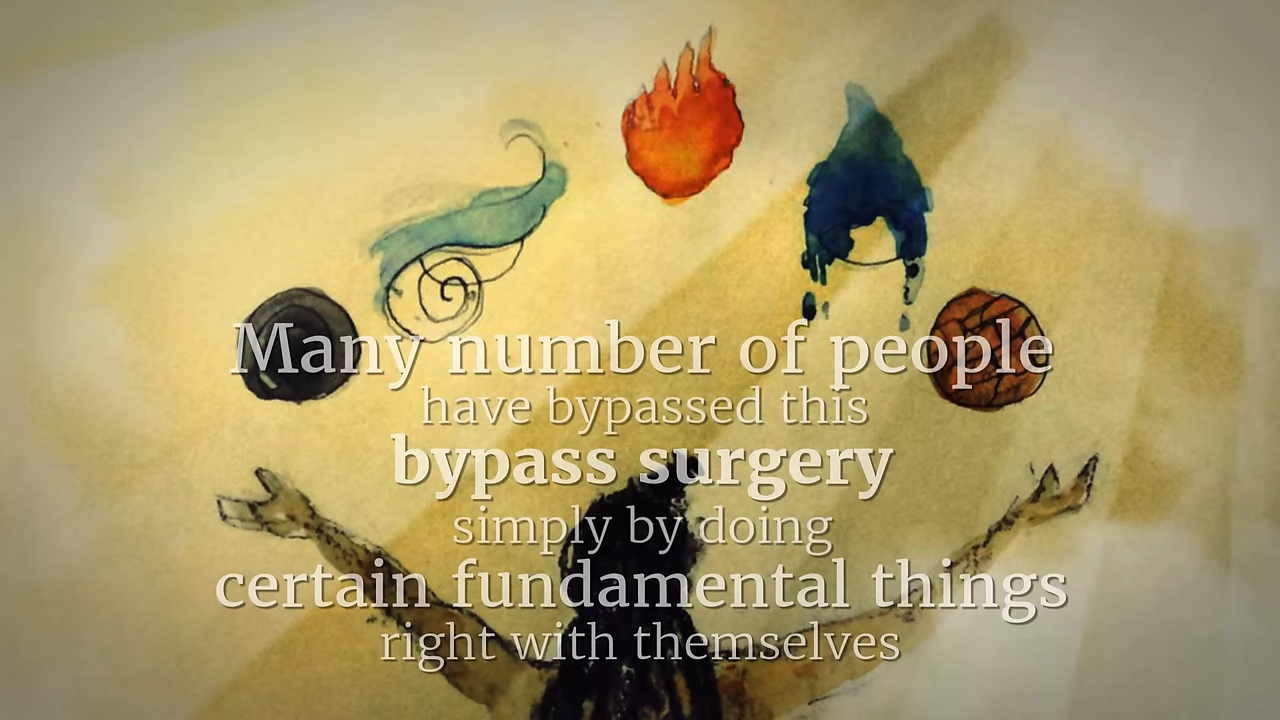 Many number of people
have bypassed this
bypass surgery
simply by doing
certain fundamental things
right with themselves